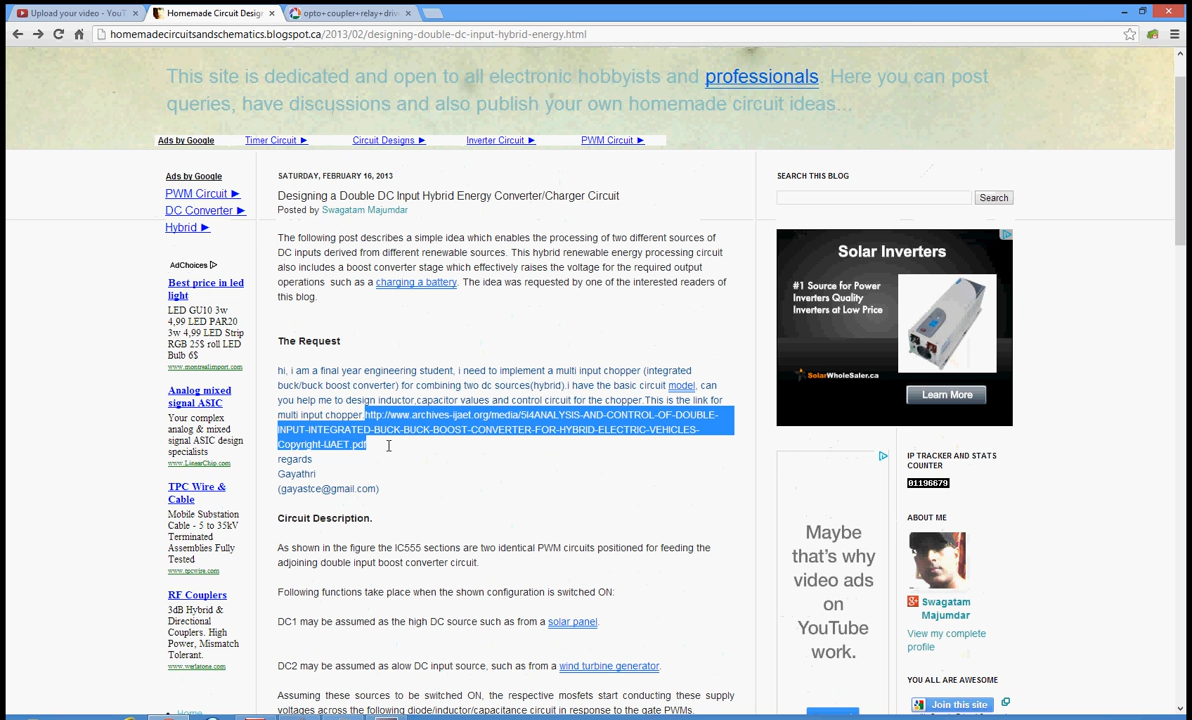 Upload your video - YouT
Homemade Circuit Desig
opto+coupler+relay+driv
homemadecircuitsandschematics.blogspot.ca/2013/02/designing-double-dc-input-hybrid-energy.html
This site is dedicated and open to all electronic hobbyists and professionals. Here you can post
queries, have discussions and also publish your own homemade circuit ideas...
Ads by Google
Timer Circuit ►
Circuit Designs ►
Inverter Circuit ►
PWM Circuit ►
Ads by Google
PWM Circuit ►
DC Converter ►
Hybrid ►
AdChoices
Best price in led
light
LED GU10 3w
4,99 LED PAR20
3w 4,99 LED Strip
RGB 25$ roll LED
Bulb 6$
www.montrealimport.com
Analog mixed
signal ASIC
Your complex
analog & mixed
signal ASIC design
specialists
www.LinearChip.com
TPC Wire &
Cable
Mobile Substation
Cable - 5 to 35kV
Terminated
Assemblies Fully
Tested
www.tpcwire.com
RF Couplers
3dB Hybrid &
Directional
Couplers. High
Power, Mismatch
Tolerant.
www.werlatone.com
Home
SATURDAY, FEBRUARY 16, 2013
Designing a Double DC Input Hybrid Energy Converter/Charger Circuit
Posted by Swagatam Majumdar
The following post describes a simple idea which enables the processing of two different sources of
DC inputs derived from different renewable sources. This hybrid renewable energy processing circuit
also includes a boost converter stage which effectively raises the voltage for the required output
operations such as a charging a battery. The idea was requested by one of the interested readers of
this blog.
The Request
hi, i am a final year engineering student, i need to implement a multi input chopper (integrated
buck/buck boost converter) for combining two dc sources(hybrid).i have the basic circuit model, can
you help me to design inductor,capacitor values and control circuit for the chopper.This is the link for
multi input chopper:http://www.archives-ijaet.org/media/5I4ANALYSIS-AND-CONTROL-OF-DOUBLE-
INPUT-INTEGRATED-BUCK-BUCK-BOOST-CONVERTER-FOR-HYBRID-ELECTRIC-VEHICLES-
Copyright-IJAET.pdf
regards
Gayathri
(gayastce@gmail.com)
Circuit Description.
As shown in the figure the IC555 sections are two identical PWM circuits positioned for feeding the
adjoining double input boost converter circuit.
Following functions take place when the shown configuration is switched ON:
DC1 may be assumed as the high DC source such as from a solar panel.
DC2 may be assumed as alow DC input source, such as from a wind turbine generator.
Assuming these sources to be switched ON, the respective mosfets start conducting these supply
voltages across the following diode/inductor/capacitance circuit in response to the gate PWMs.
SEARCH THIS BLOG
Search
Solar Inverters
#1 Source for Power
Inverters Quality
Inverters at Low Price
SolarWholeSaler.ca
Learn More
Maybe
that's why
video ads
on
YouTube
work.
IP TRACKER AND STATS
COUNTER
01196679
ABOUT ME
Swagatam
Majumdar
View my complete
profile
YOU ALL ARE AWESOME
Join this site